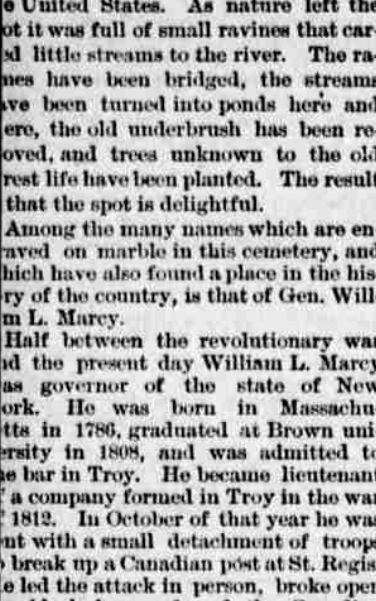 e United States. As nature left the
ot it was full of small ravines that car-
ed little streams to the river. The ra-
nes have been bridged, the streams
ave been turned into ponds here and
ere, the old underbrush has been re-
oved, and trees unknown to the old
rest life have been planted. The result
that the spot is delightful.
Among the many names which are en-
raved on marble in this cemetery, and
hich have also found a place in the his-
ry of the country, is that of Gen. Will-
m L. Marcy.
Half between the revolutionary war
nd the present day William L. Marcy
as governor of the state of New
ork. He was born in Massachu-
tts in 1786, graduated at Brown uni-
ersity in 1808, and was admitted to
e bar in Troy. He became lieutenant
f a company formed in Troy in the war
f 1812. In October of that year he was
nt with a small detachment of troops
o break up a Canadian post at St. Regis
e led the attack in person, broke open